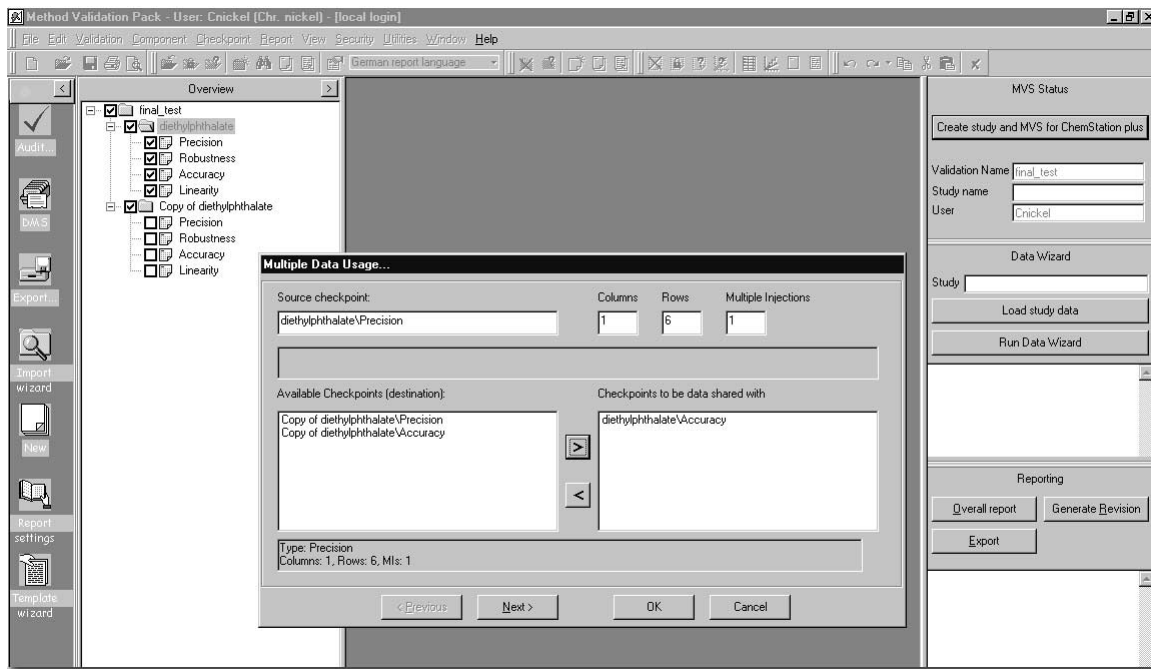 Method Validation Pack - User: Cnickel (Chr. nickel) - [local login]
File Edit Validation Component Checkpoint Report View Security Utilities Window Help
German report language
Audit...
DMS
Export...
Import
wizard
New
Report
settings
Template
wizard
Overview
final_test
diethylphthalate
Precision
Robustness
Accuracy
Linearity
Copy of diethylphthalate
Precision
Robustness
Accuracy
Linearity
Multiple Data Usage...
Source checkpoint: Columns Rows Multiple Injections
diethylphthalate\Precision 1 6 1
Available Checkpoints (destination): Checkpoints to be data shared with
Copy of diethylphthalate\Precision diethylphthalate\Accuracy
Copy of diethylphthalate\Accuracy
>
<
Type: Precision
Columns: 1, Rows: 6, MIs: 1
< Previous Next > OK Cancel
MVS Status
Create study and MVS for ChemStation plus
Validation Name final_test
Study name
User Cnickel
Data Wizard
Study
Load study data
Run Data Wizard
Reporting
Overall report Generate Revision
Export